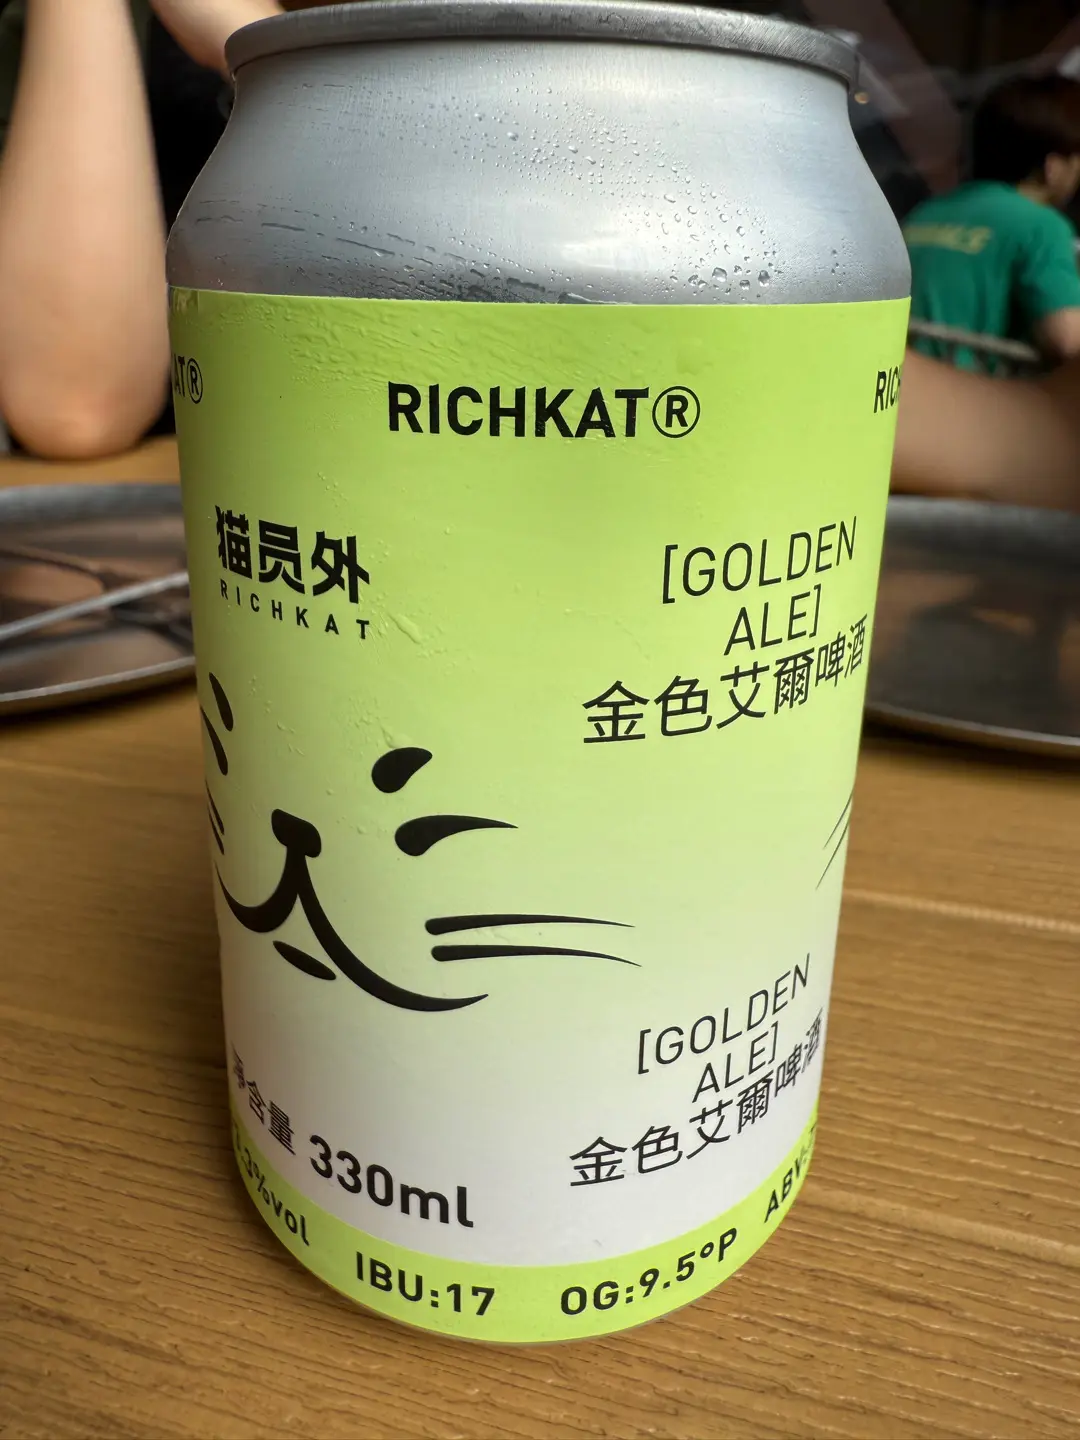 RICHKAT®
猫员外
RICHKAT
[GOLDEN
ALE]
金色艾爾啤酒
[GOLDEN
ALE]
金色艾爾啤酒
净含量 330ml
%vol
IBU:17
OG:9.5°P
ABV: